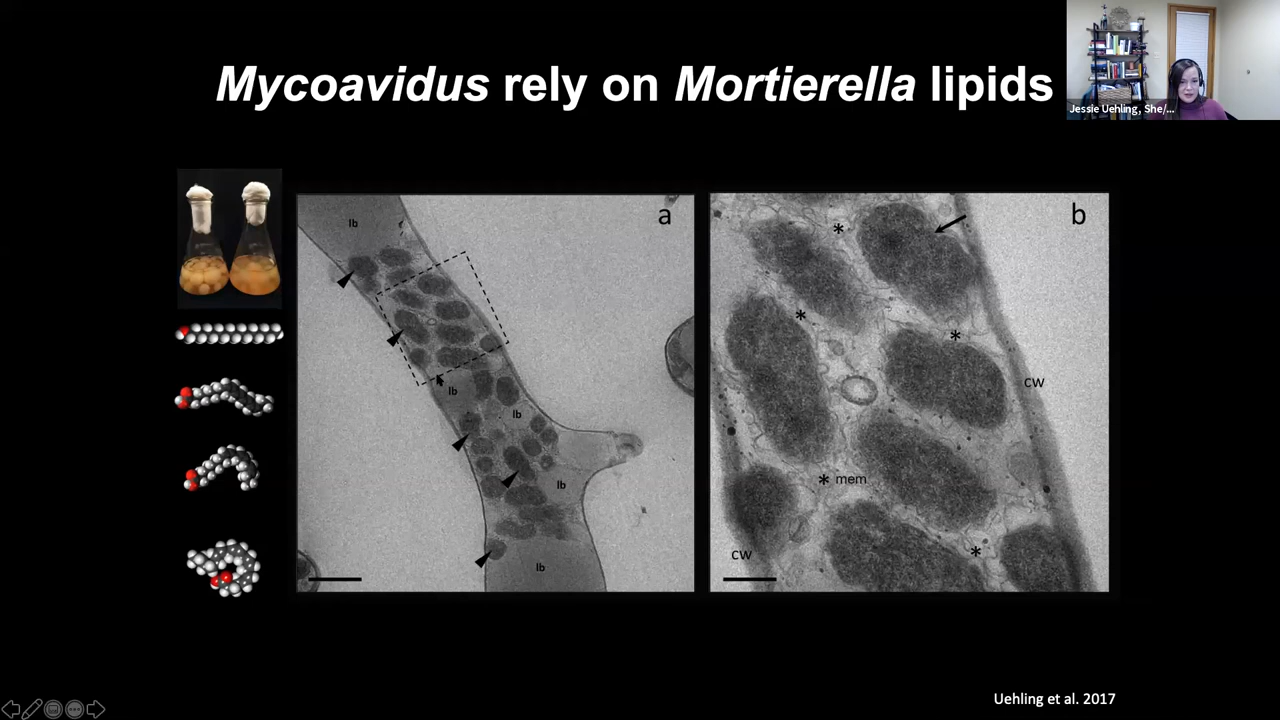 Mycoavidus rely on Mortierella lipids
Jessie Uehling, She/...
a
lb
lb
lb
lb
lb
b
*
*
*
cw
* mem
*
cw
Uehling et al. 2017